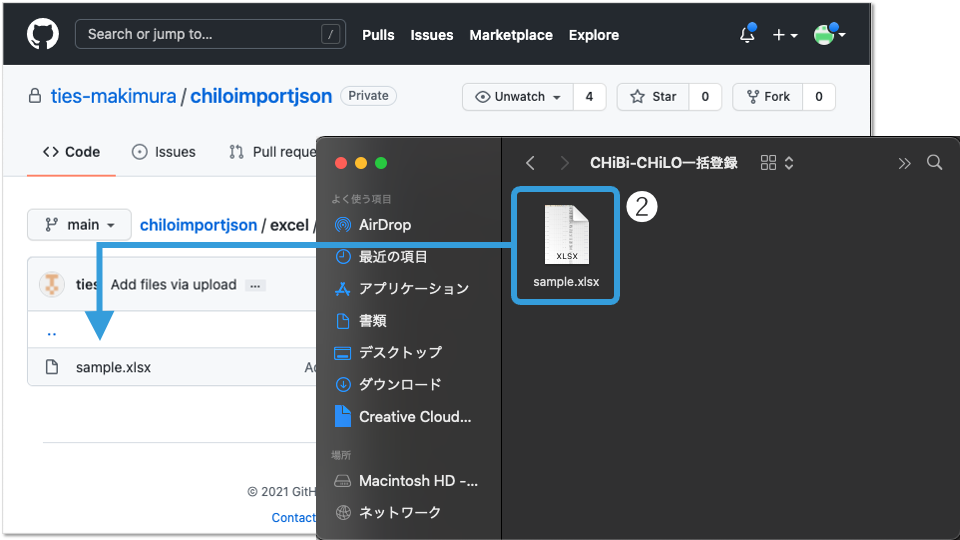 Search or jump to... /
Pulls Issues Marketplace Explore
ties-makimura / chiloimportjson Private
Unwatch 4 Star 0 Fork 0
Code Issues Pull reque
main chiloimportjson / excel /
ties Add files via upload ...
..
sample.xlsx Ad
© 2021 GitH
Contact
CHiBi-CHiLO一括登録
よく使う項目
AirDrop
最近の項目
アプリケーション
書類
デスクトップ
ダウンロード
Creative Cloud...
場所
Macintosh HD -...
ネットワーク
XLSX
sample.xlsx
2